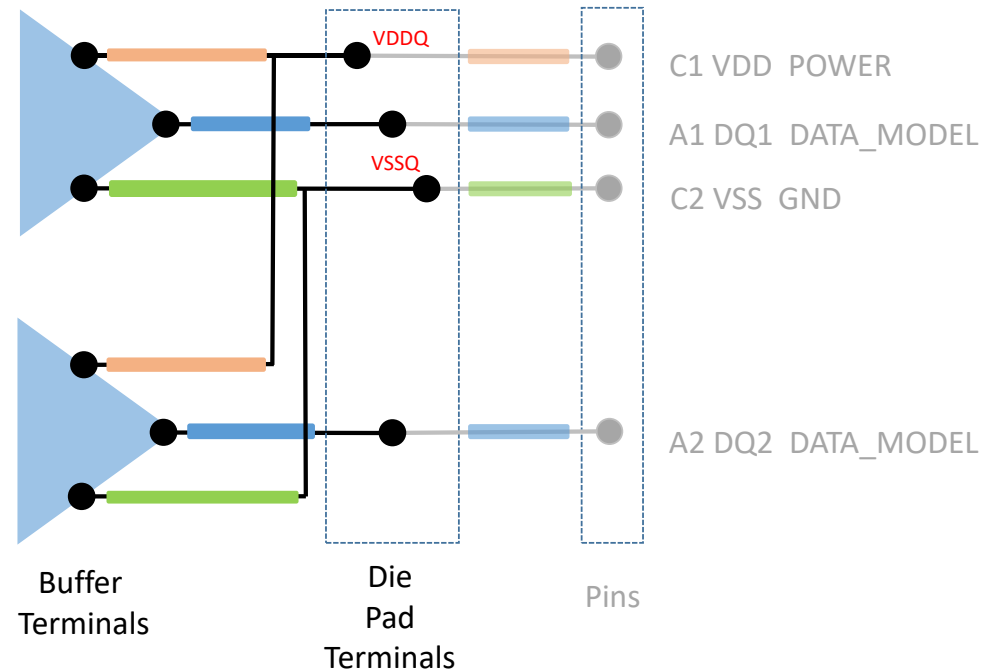 VDDQ
C1 VDD POWER
A1 DQ1 DATA_MODEL
VSSQ
C2 VSS GND
A2 DQ2 DATA_MODEL
Buffer
Terminals
Die
Pad
Terminals
Pins